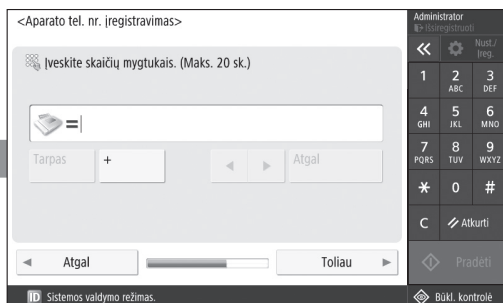 <Aparato tel. nr. įregistravimas>
Įveskite skaičių mygtukais. (Maks. 20 sk.)
=
Tarpas
+
◄
►
Atgal
◄ Atgal
Toliau ►
ID Sistemos valdymo režimas.
Administrator
Išsiregistruoti
«
Nust./
Įreg.
1
2
ABC
3
DEF
4
GHI
5
JKL
6
MNO
7
PQRS
8
TUV
9
WXYZ
*
0
#
C
Atkurti
Pradėti
Būkl. kontrolė